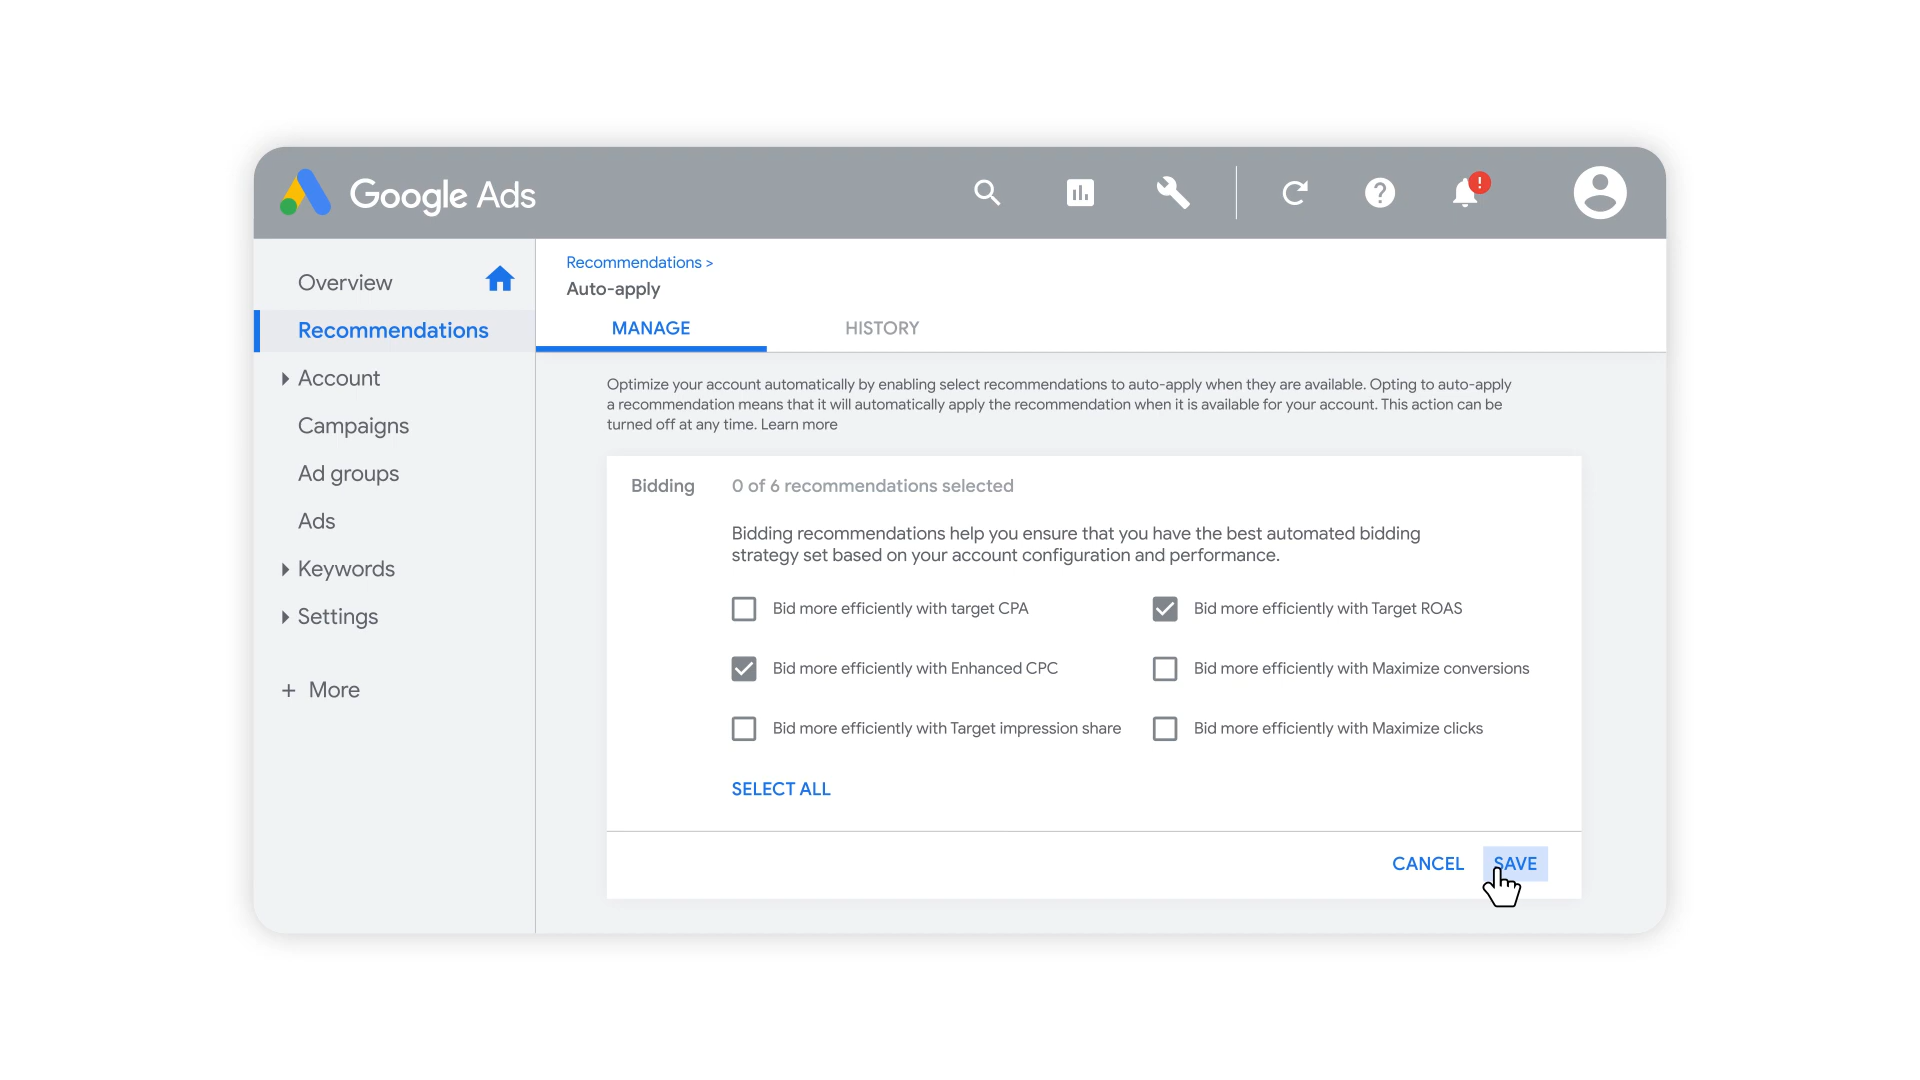 Google Ads
Overview
Recommendations
Account
Campaigns
Ad groups
Ads
Keywords
Settings
+ More
Recommendations >
Auto-apply
MANAGE
HISTORY
Optimize your account automatically by enabling select recommendations to auto-apply when they are available. Opting to auto-apply
a recommendation means that it will automatically apply the recommendation when it is available for your account. This action can be
turned off at any time. Learn more
Bidding
0 of 6 recommendations selected
Bidding recommendations help you ensure that you have the best automated bidding
strategy set based on your account configuration and performance.
Bid more efficiently with target CPA
Bid more efficiently with Target ROAS
Bid more efficiently with Enhanced CPC
Bid more efficiently with Maximize conversions
Bid more efficiently with Target impression share
Bid more efficiently with Maximize clicks
SELECT ALL
CANCEL
SAVE